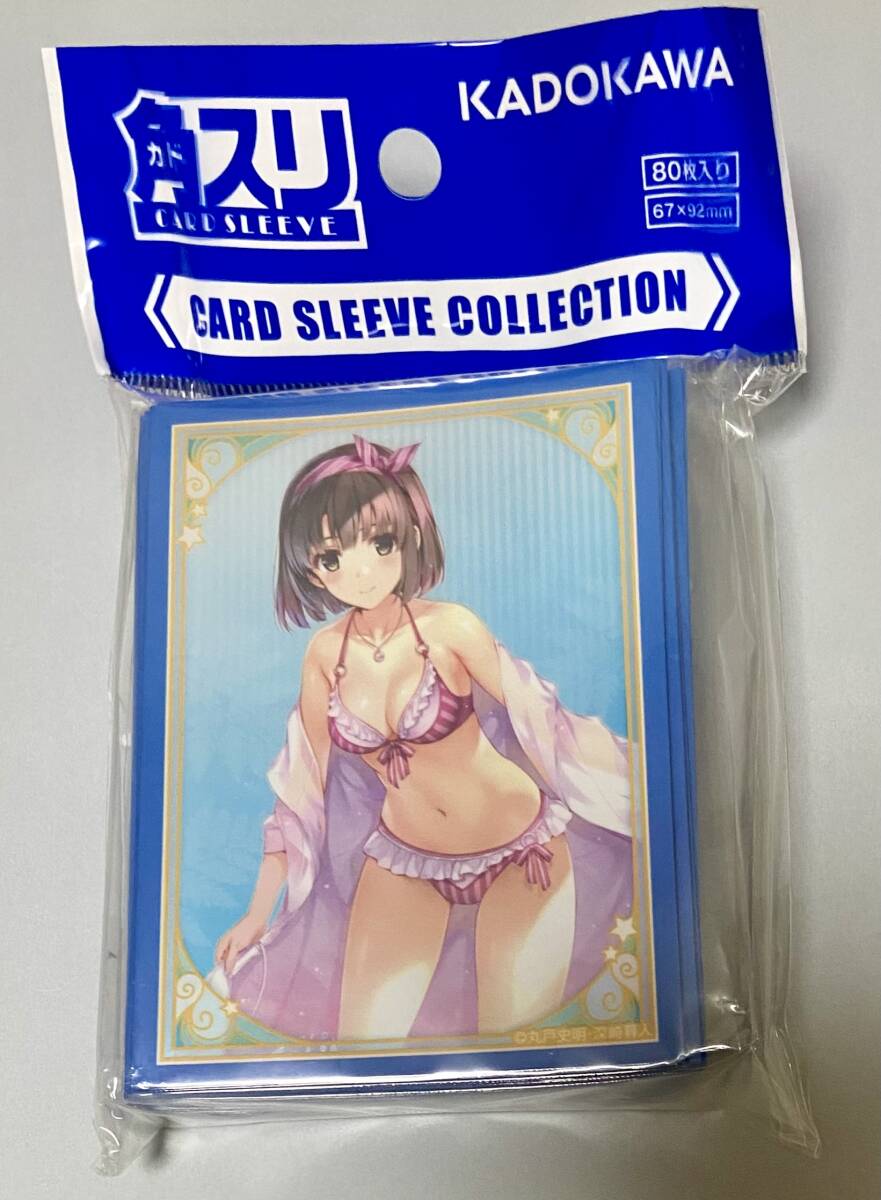 KADOKAWA
角スリ
カド
CARD SLEEVE
80枚入り
67×92mm
CARD SLEEVE COLLECTION
©丸戸史明・深崎暮人